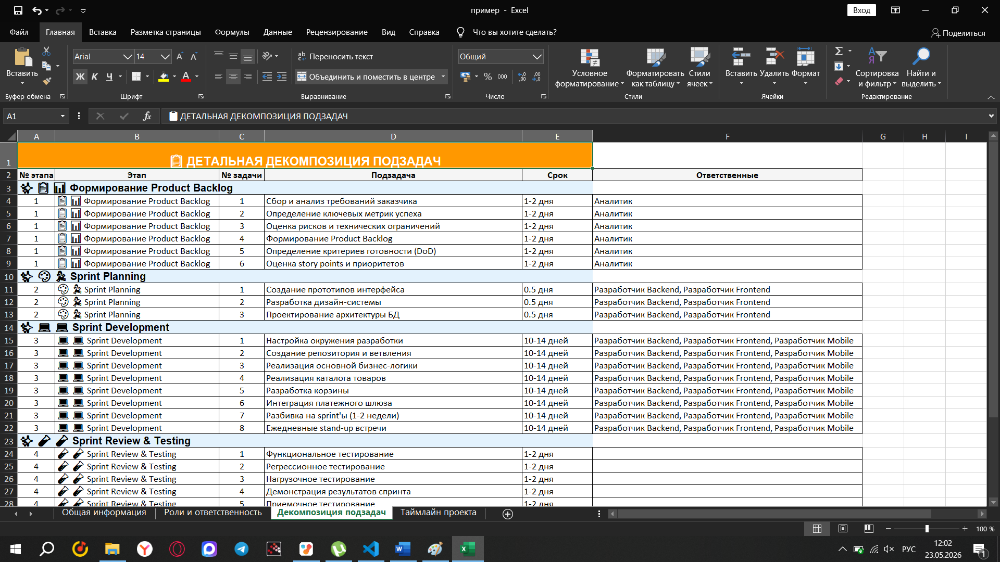 пример - Excel
Вход
Файл Главная Вставка Разметка страницы Формулы Данные Рецензирование Вид Справка Что вы хотите сделать? Поделиться
Вставить
Буфер обмена
Arial 14
Ж К Ч
Шрифт
Переносить текст
Объединить и поместить в центре
Выравнивание
Общий
% 000
Число
Условное форматирование
Форматировать как таблицу
Стили ячеек
Стили
Вставить Удалить Формат
Ячейки
Сортировка и фильтр
Найти и выделить
Редактирование
A1 fx 📋 ДЕТАЛЬНАЯ ДЕКОМПОЗИЦИЯ ПОДЗАДАЧ
A B C D E F G H I
1 📋 ДЕТАЛЬНАЯ ДЕКОМПОЗИЦИЯ ПОДЗАДАЧ
2 № этапа Этап № задачи Подзадача Срок Ответственные
3 Формирование Product Backlog
4 1 Формирование Product Backlog 1 Сбор и анализ требований заказчика 1-2 дня Аналитик
5 1 Формирование Product Backlog 2 Определение ключевых метрик успеха 1-2 дня Аналитик
6 1 Формирование Product Backlog 3 Оценка рисков и технических ограничений 1-2 дня Аналитик
7 1 Формирование Product Backlog 4 Формирование Product Backlog 1-2 дня Аналитик
8 1 Формирование Product Backlog 5 Определение критериев готовности (DoD) 1-2 дня Аналитик
9 1 Формирование Product Backlog 6 Оценка story points и приоритетов 1-2 дня Аналитик
10 Sprint Planning
11 2 Sprint Planning 1 Создание прототипов интерфейса 0.5 дня Разработчик Backend, Разработчик Frontend
12 2 Sprint Planning 2 Разработка дизайн-системы 0.5 дня Разработчик Backend, Разработчик Frontend
13 2 Sprint Planning 3 Проектирование архитектуры БД 0.5 дня Разработчик Backend, Разработчик Frontend
14 Sprint Development
15 3 Sprint Development 1 Настройка окружения разработки 10-14 дней Разработчик Backend, Разработчик Frontend, Разработчик Mobile
16 3 Sprint Development 2 Создание репозитория и ветвления 10-14 дней Разработчик Backend, Разработчик Frontend, Разработчик Mobile
17 3 Sprint Development 3 Реализация основной бизнес-логики 10-14 дней Разработчик Backend, Разработчик Frontend, Разработчик Mobile
18 3 Sprint Development 4 Реализация каталога товаров 10-14 дней Разработчик Backend, Разработчик Frontend, Разработчик Mobile
19 3 Sprint Development 5 Разработка корзины 10-14 дней Разработчик Backend, Разработчик Frontend, Разработчик Mobile
20 3 Sprint Development 6 Интеграция платежного шлюза 10-14 дней Разработчик Backend, Разработчик Frontend, Разработчик Mobile
21 3 Sprint Development 7 Разбивка на sprint'ы (1-2 недели) 10-14 дней Разработчик Backend, Разработчик Frontend, Разработчик Mobile
22 3 Sprint Development 8 Ежедневные stand-up встречи 10-14 дней Разработчик Backend, Разработчик Frontend, Разработчик Mobile
23 Sprint Review & Testing
24 4 Sprint Review & Testing 1 Функциональное тестирование 1-2 дня
25 4 Sprint Review & Testing 2 Регрессионное тестирование 1-2 дня
26 4 Sprint Review & Testing 3 Нагрузочное тестирование 1-2 дня
27 4 Sprint Review & Testing 4 Демонстрация результатов спринта 1-2 дня
28 4 Sprint Review & Testing 5 Приемочное тестирование 1-2 дня
Общая информация Роли и ответственность Декомпозиция подзадач Таймлайн проекта
100 %
РУС 12:02
23.05.2026
1